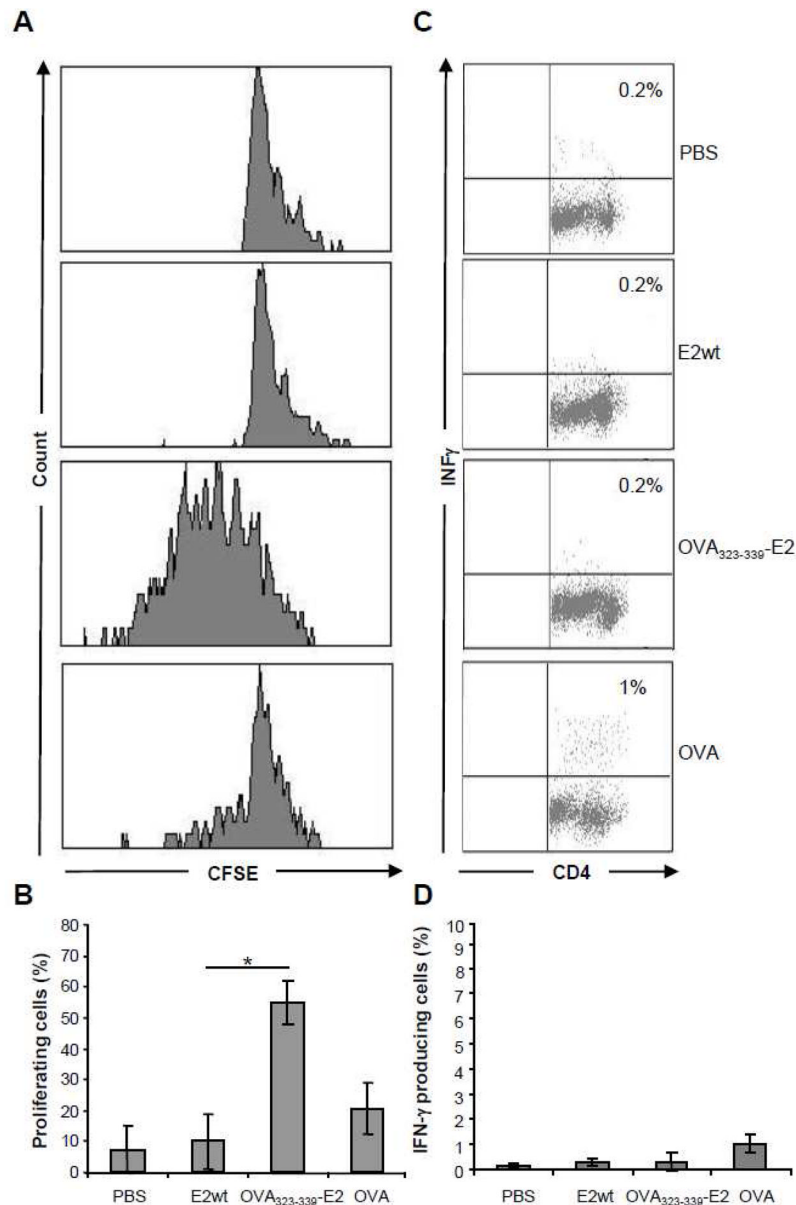 A
Count
CFSE
C
0.2%
PBS
0.2%
E2wt
0.2%
OVA323-339-E2
1%
OVA
INFγ
CD4
B
Proliferating cells (%)
80
70
60
50
40
30
20
10
0
*
PBS E2wt OVA323-339-E2 OVA
D
IFN-γ producing cells (%)
10
9
8
7
6
5
4
3
2
1
0
PBS E2wt OVA323-339-E2 OVA